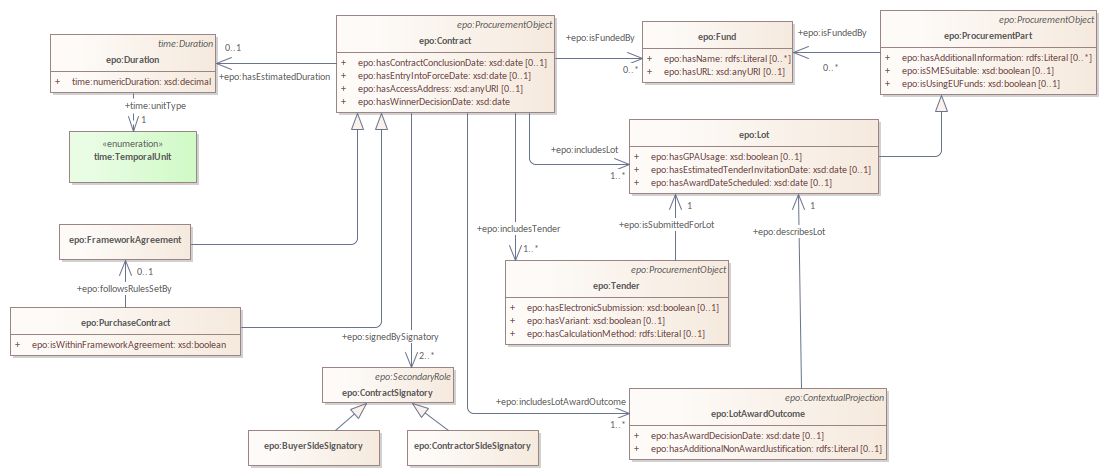 time:Duration
epo:Duration
+ time:numericDuration: xsd:decimal
0..1
+epo:hasEstimatedDuration
+time:unitType
1
«enumeration»
time:TemporalUnit
epo:ProcurementObject
epo:Contract
+ epo:hasContractConclusionDate: xsd:date [0..1]
+ epo:hasEntryIntoForceDate: xsd:date [0..1]
+ epo:hasAccessAddress: xsd:anyURI [0..1]
+ epo:hasWinnerDecisionDate: xsd:date
+epo:isFundedBy
0..*
epo:Fund
+ epo:hasName: rdfs:Literal [0..*]
+ epo:hasURL: xsd:anyURI [0..1]
+epo:isFundedBy
0..*
epo:ProcurementObject
epo:ProcurementPart
+ epo:hasAdditionalInformation: rdfs:Literal [0..*]
+ epo:isSMESuitable: xsd:boolean [0..1]
+ epo:isUsingEUFunds: xsd:boolean [0..1]
+epo:includesLot
1..*
epo:Lot
+ epo:hasGPAUsage: xsd:boolean [0..1]
+ epo:hasEstimatedTenderInvitationDate: xsd:date [0..1]
+ epo:hasAwardDateScheduled: xsd:date [0..1]
1
+epo:isSubmittedForLot
1
+epo:describesLot
epo:FrameworkAgreement
0..1
+epo:followsRulesSetBy
epo:PurchaseContract
+ epo:isWithinFrameworkAgreement: xsd:boolean
+epo:includesTender
1..*
epo:ProcurementObject
epo:Tender
+ epo:hasElectronicSubmission: xsd:boolean [0..1]
+ epo:hasVariant: xsd:boolean [0..1]
+ epo:hasCalculationMethod: rdfs:Literal [0..1]
+epo:signedBySignatory
2..*
epo:SecondaryRole
epo:ContractSignatory
epo:BuyerSideSignatory
epo:ContractorSideSignatory
+epo:includesLotAwardOutcome
1..*
epo:ContextualProjection
epo:LotAwardOutcome
+ epo:hasAwardDecisionDate: xsd:date [0..1]
+ epo:hasAdditionalNonAwardJustification: rdfs:Literal [0..1]